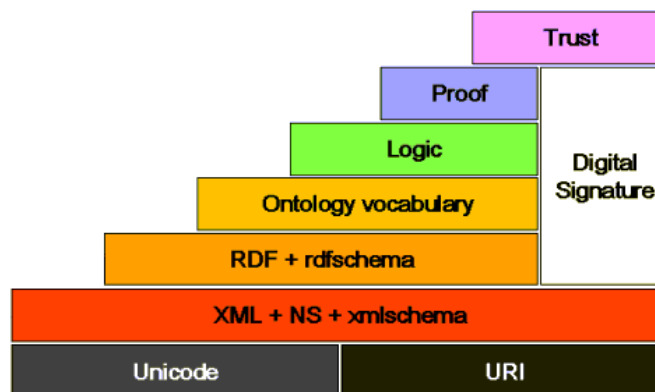 Trust
Proof
Logic
Digital
Signature
Ontology vocabulary
RDF + rdfschema
XML + NS + xmlschema
Unicode
URI